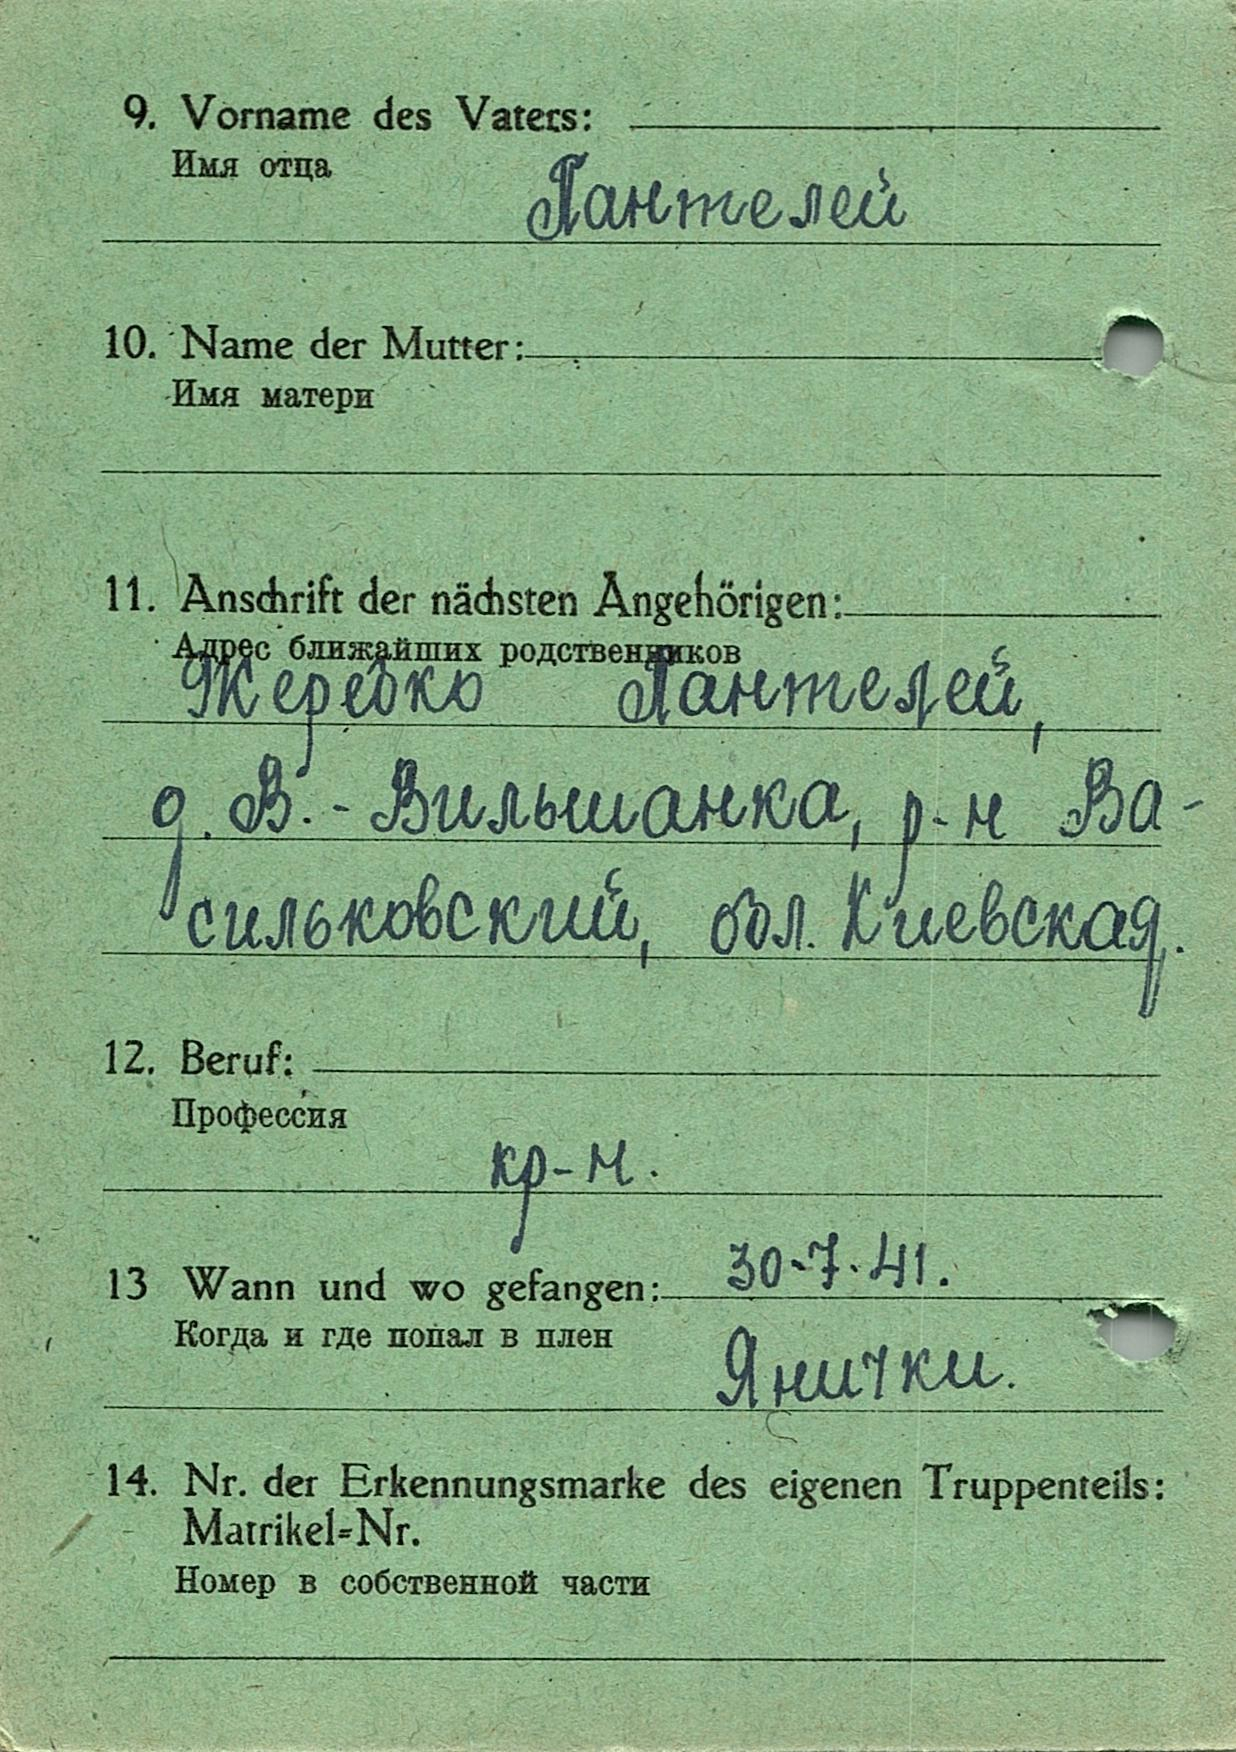 9. Vorname des Vaters:
Имя отца
Пантелей
10. Name der Mutter:
Имя матери
11. Anschrift der nächsten Angehörigen:
Адрес ближайших родственников
Жеребко Пантелей,
д. В.-Вильшанка, р-н Ва-
сильковский, обл. Киевская.
12. Beruf:
Профессия
кр-н.
13 Wann und wo gefangen: 30.7.41.
Когда и где попал в плен
Янички.
14. Nr. der Erkennungsmarke des eigenen Truppenteils:
Matrikel=Nr.
Номер в собственной части